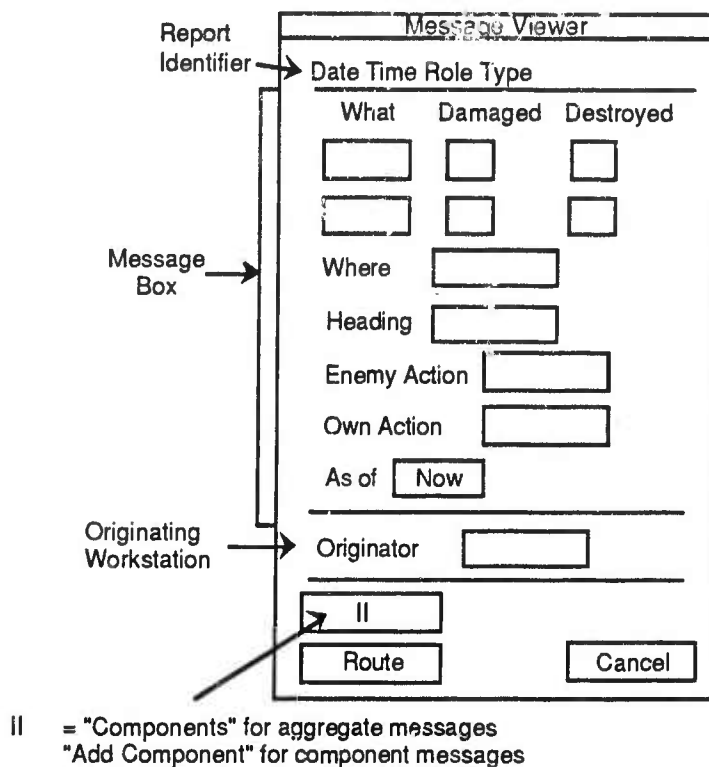 Message Viewer
Report
Identifier
Date Time Role Type
What Damaged Destroyed
Message
Box
Where
Heading
Enemy Action
Own Action
As of Now
Originating
Workstation
Originator
II
Route Cancel
II = "Components" for aggregate messages
"Add Component" for component messages